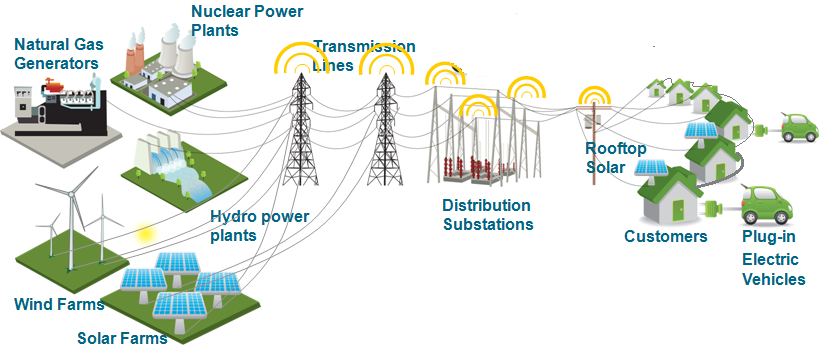 Nuclear Power
Plants
Natural Gas
Generators
Transmission
Lines
Rooftop
Solar
Hydro power
plants
Distribution
Substations
Customers
Plug-in
Electric
Vehicles
Wind Farms
Solar Farms